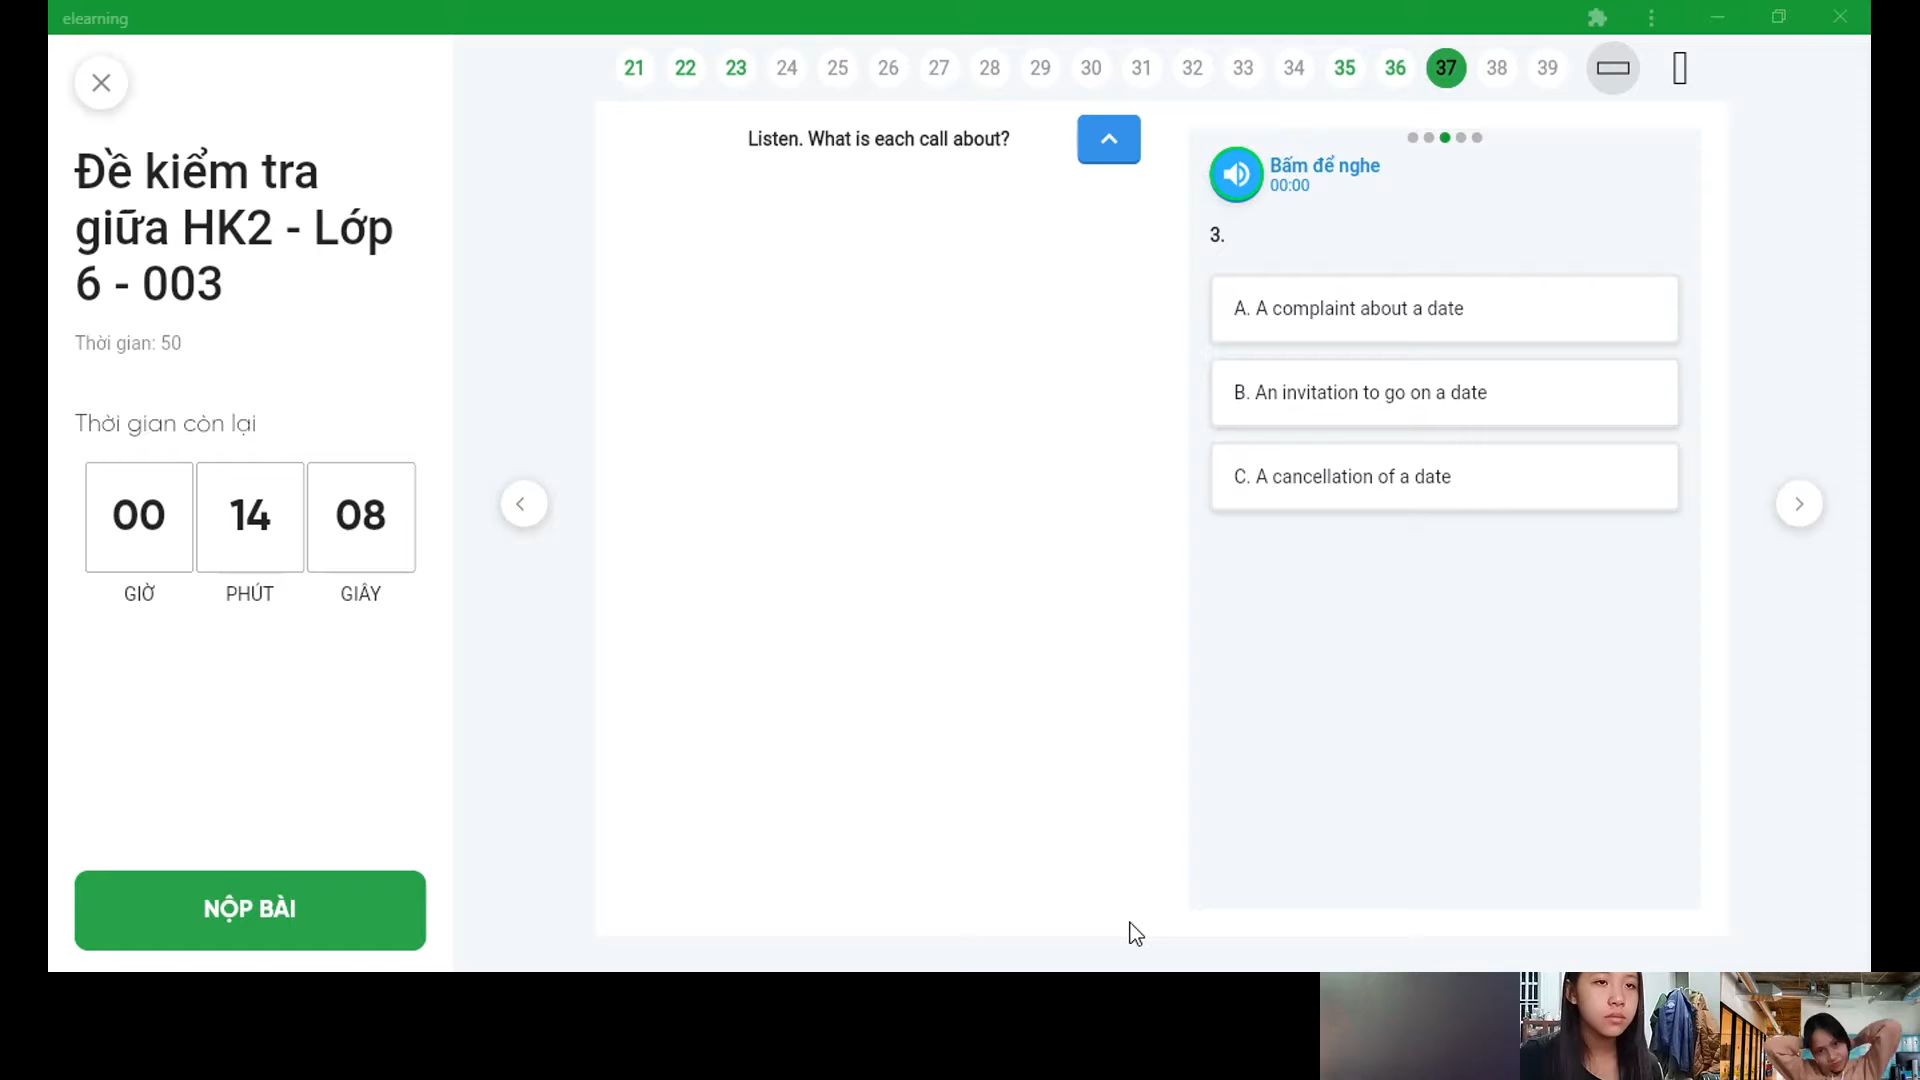 elearning
21 22 23 24 25 26 27 28 29 30 31 32 33 34 35 36 37 38 39
Đề kiểm tra
giữa HK2 - Lớp
6 - 003
Thời gian: 50
Thời gian còn lại
00 14 08
GIỜ PHÚT GIÂY
NỘP BÀI
Listen. What is each call about?
Bấm để nghe
00:00
3.
A. A complaint about a date
B. An invitation to go on a date
C. A cancellation of a date